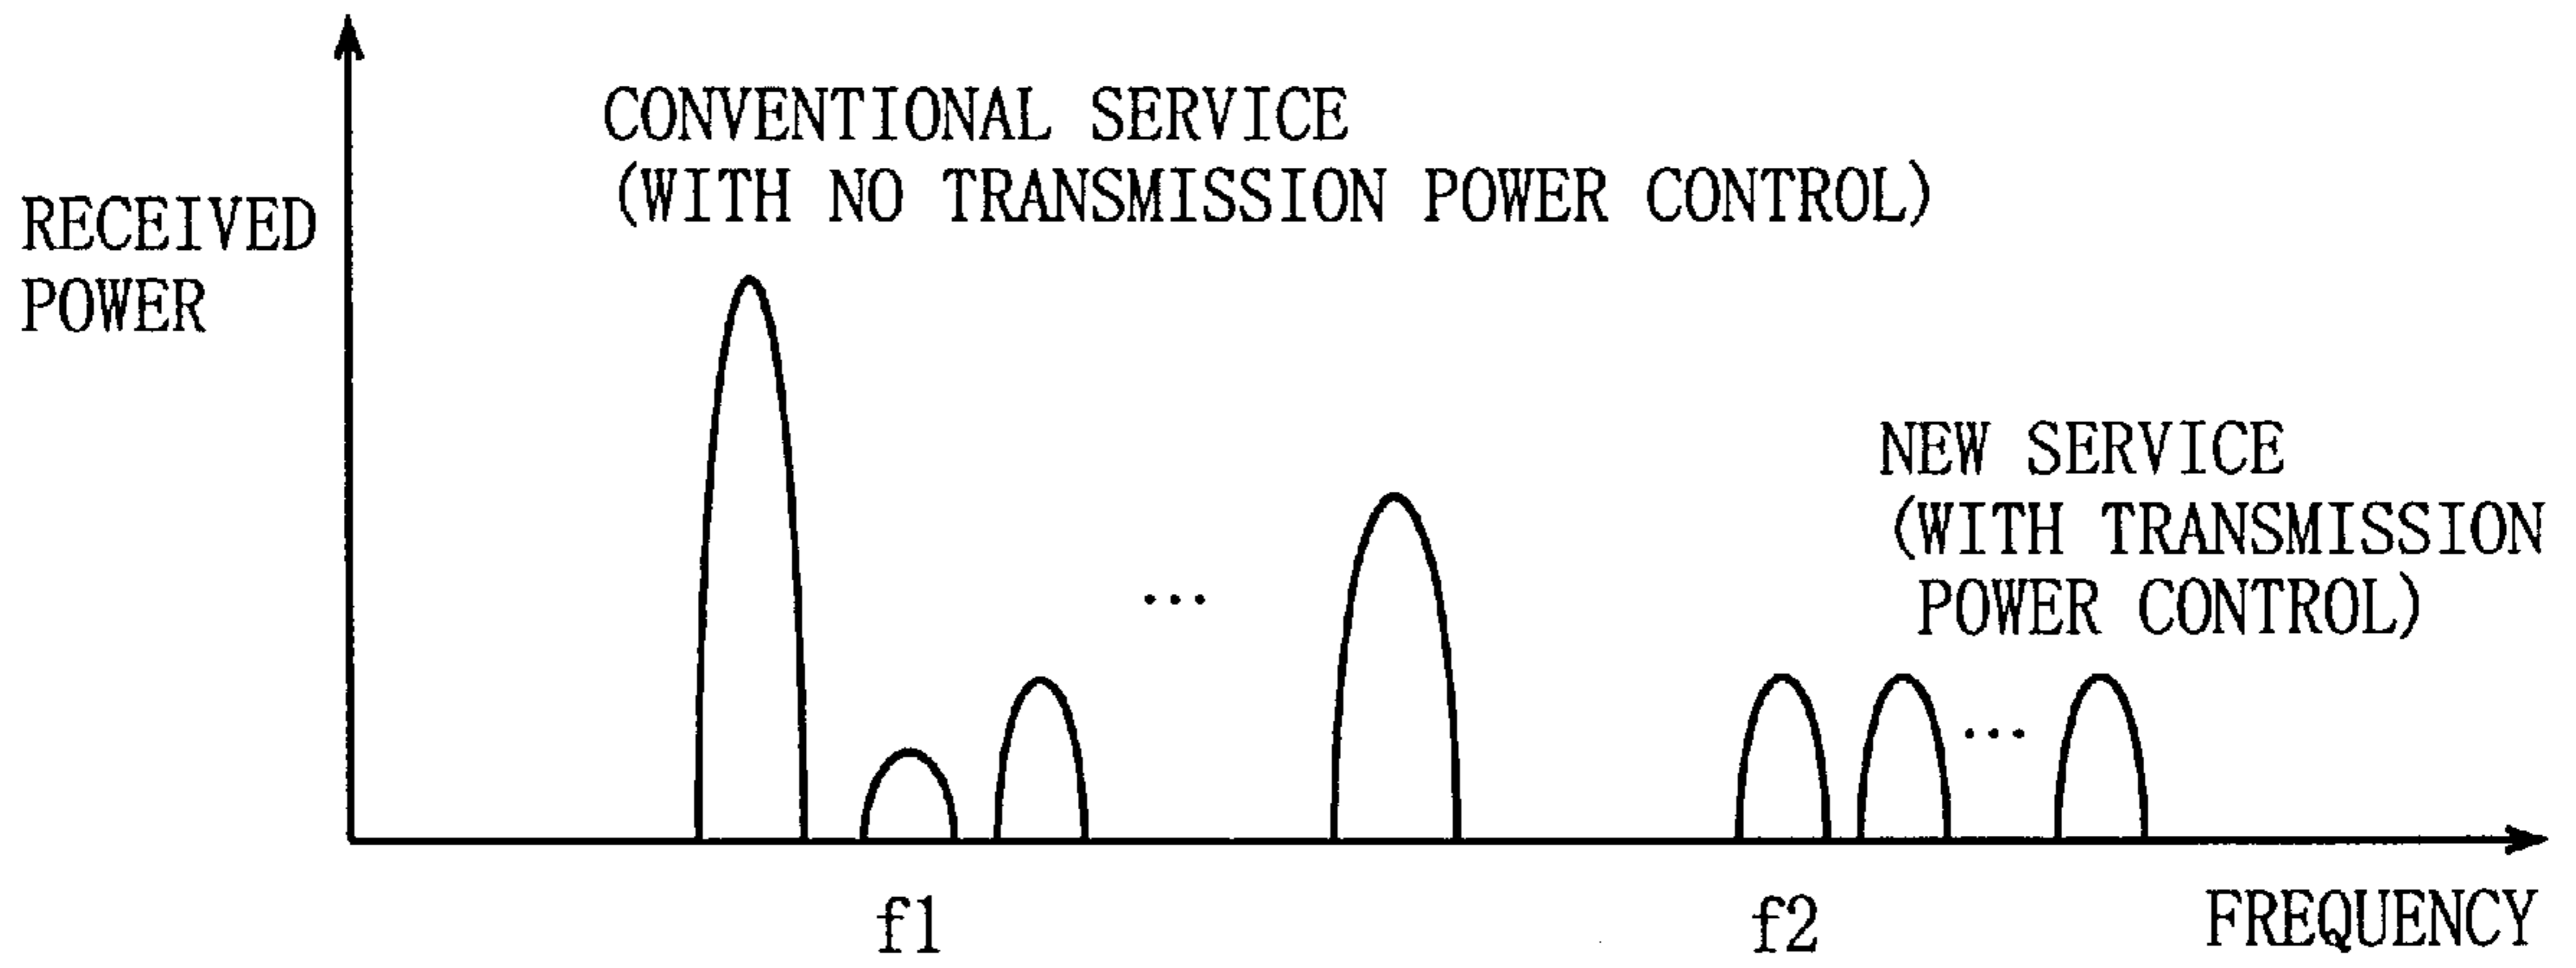 CONVENTIONAL SERVICE
(WITH NO TRANSMISSION POWER CONTROL)
RECEIVED
POWER
...
NEW SERVICE
(WITH TRANSMISSION
POWER CONTROL)
...
f1
f2
FREQUENCY